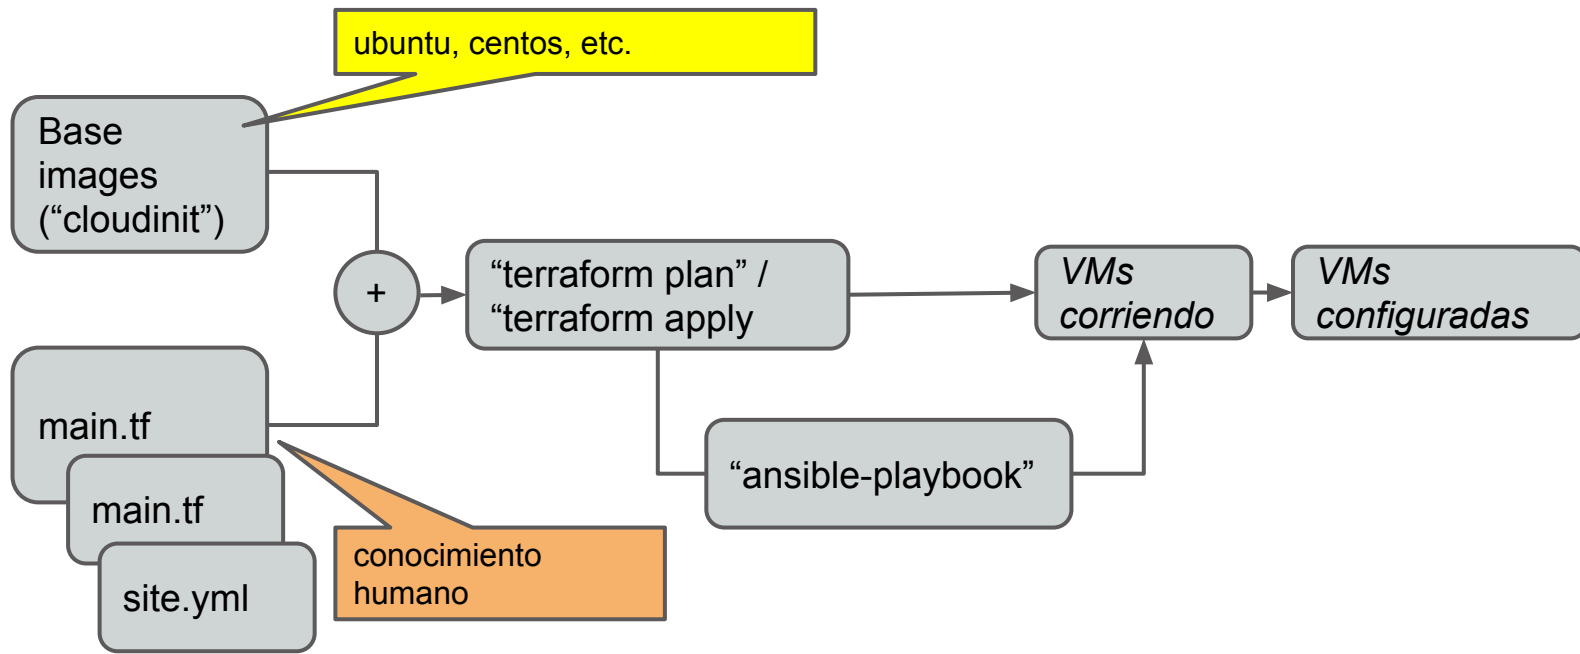 ubuntu, centos, etc.
Base
images
(“cloudinit”)
+
“terraform plan” /
“terraform apply
VMs
corriendo
VMs
configuradas
main.tf
main.tf
site.yml
“ansible-playbook”
conocimiento
humano